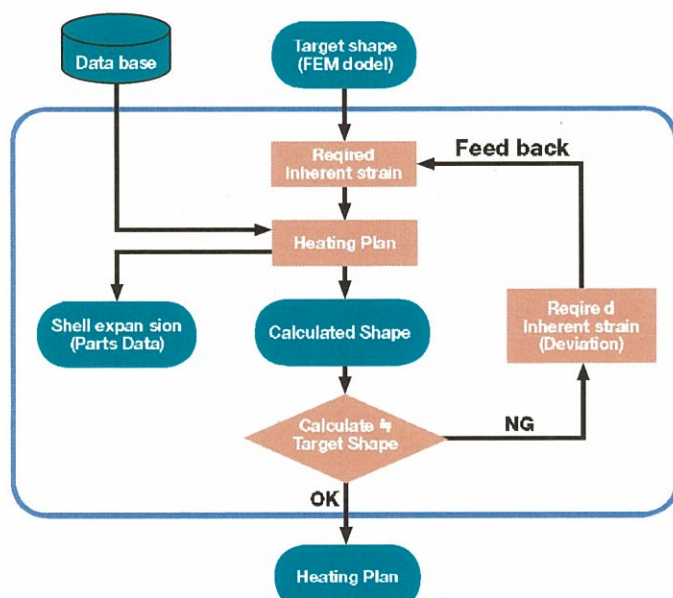 Data base
Target shape
(FEM dodel)
Reqired
Inherent strain
Feed back
Heating Plan
Shell expan sion
(Parts Data)
Calculated Shape
Reqire d
Inherent strain
(Deviation)
Calculate ≒
Target Shape
NG
OK
Heating Plan